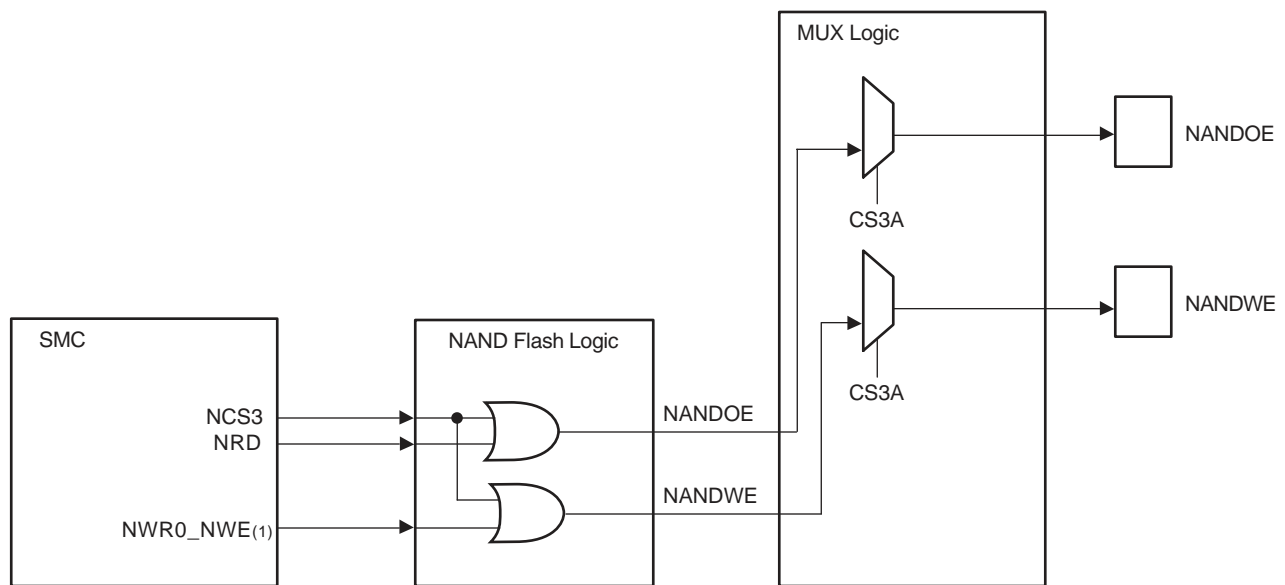 MUX Logic
NANDOE
CS3A
NANDWE
SMC
NAND Flash Logic
CS3A
NCS3
NANDOE
NRD
NANDWE
NWR0_NWE(1)